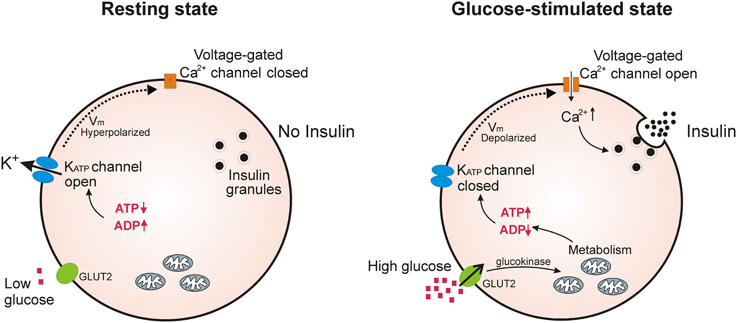 Resting state
Voltage-gated
Ca²⁺ channel closed
Vm
Hyperpolarized
No Insulin
K⁺
KATP channel
open
Insulin
granules
ATP↓
ADP↑
Low
glucose
GLUT2
Glucose-stimulated state
Voltage-gated
Ca²⁺ channel open
Ca²⁺↑
Insulin
Vm
Depolarized
KATP channel
closed
ATP↑
ADP↓
Metabolism
High glucose
glucokinase
GLUT2